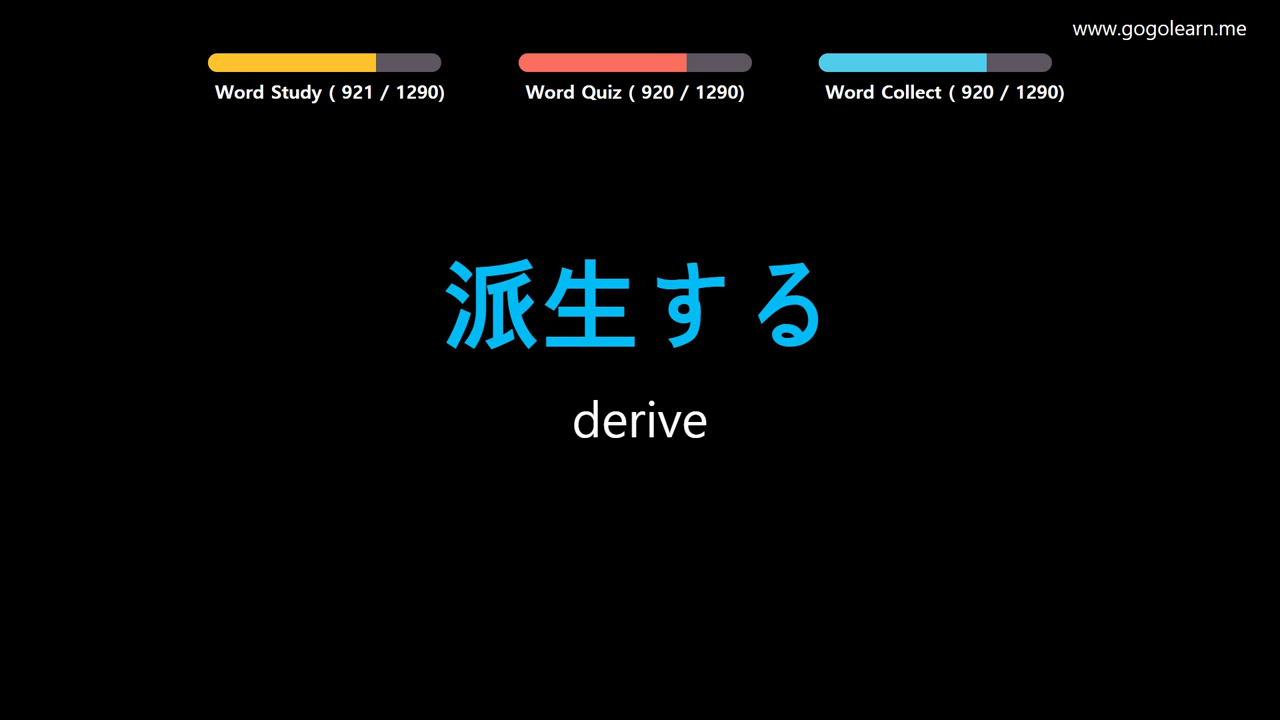 www.gogolearn.me
Word Study ( 921 / 1290)
Word Quiz ( 920 / 1290)
Word Collect ( 920 / 1290)
派生する
derive